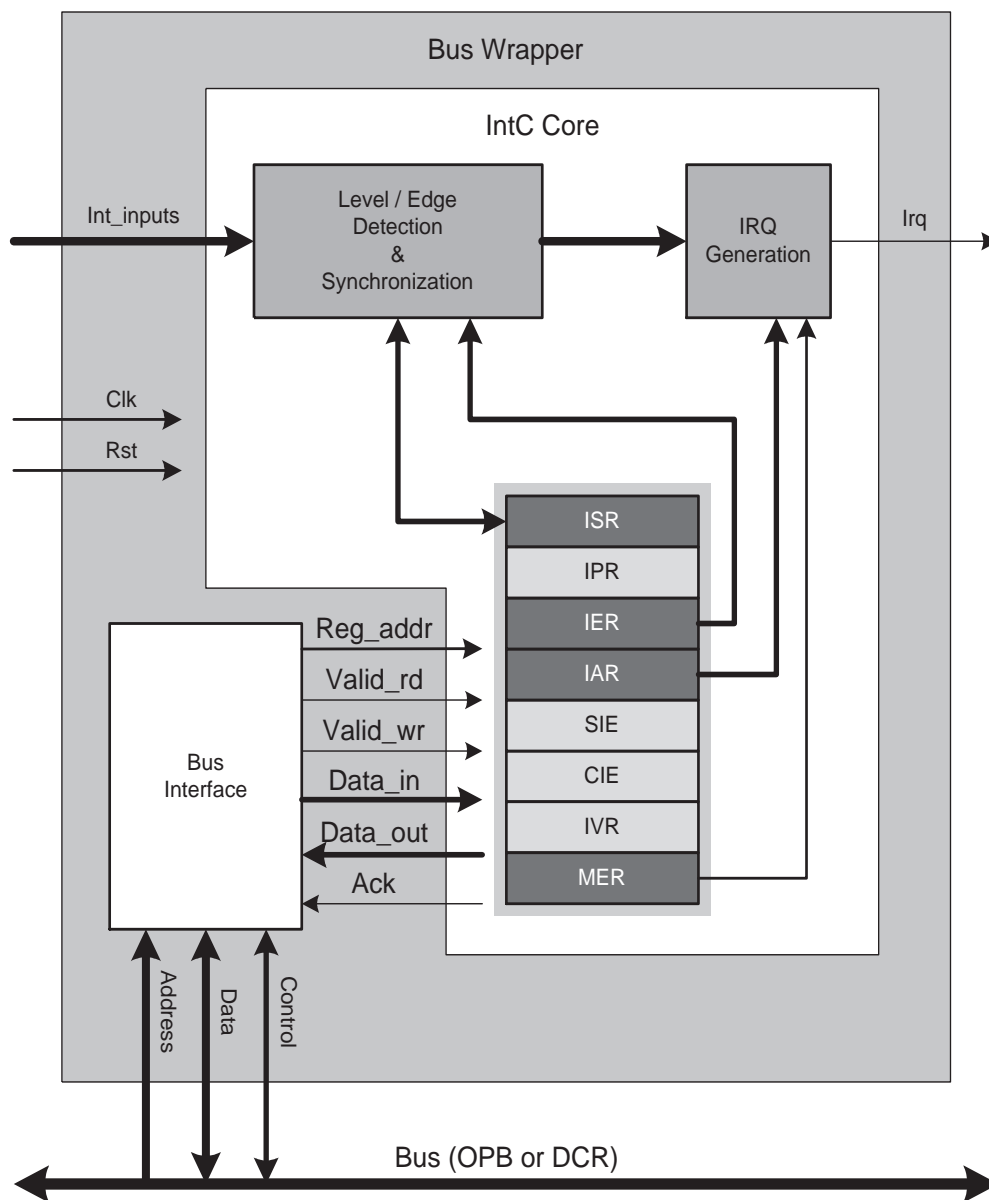 Bus Wrapper
IntC Core
Int_inputs
Level / Edge
Detection
&
Synchronization
IRQ
Generation
Irq
Clk
Rst
ISR
IPR
IER
IAR
SIE
CIE
IVR
MER
Reg_addr
Valid_rd
Valid_wr
Data_in
Data_out
Ack
Bus
Interface
Address
Data
Control
Bus (OPB or DCR)